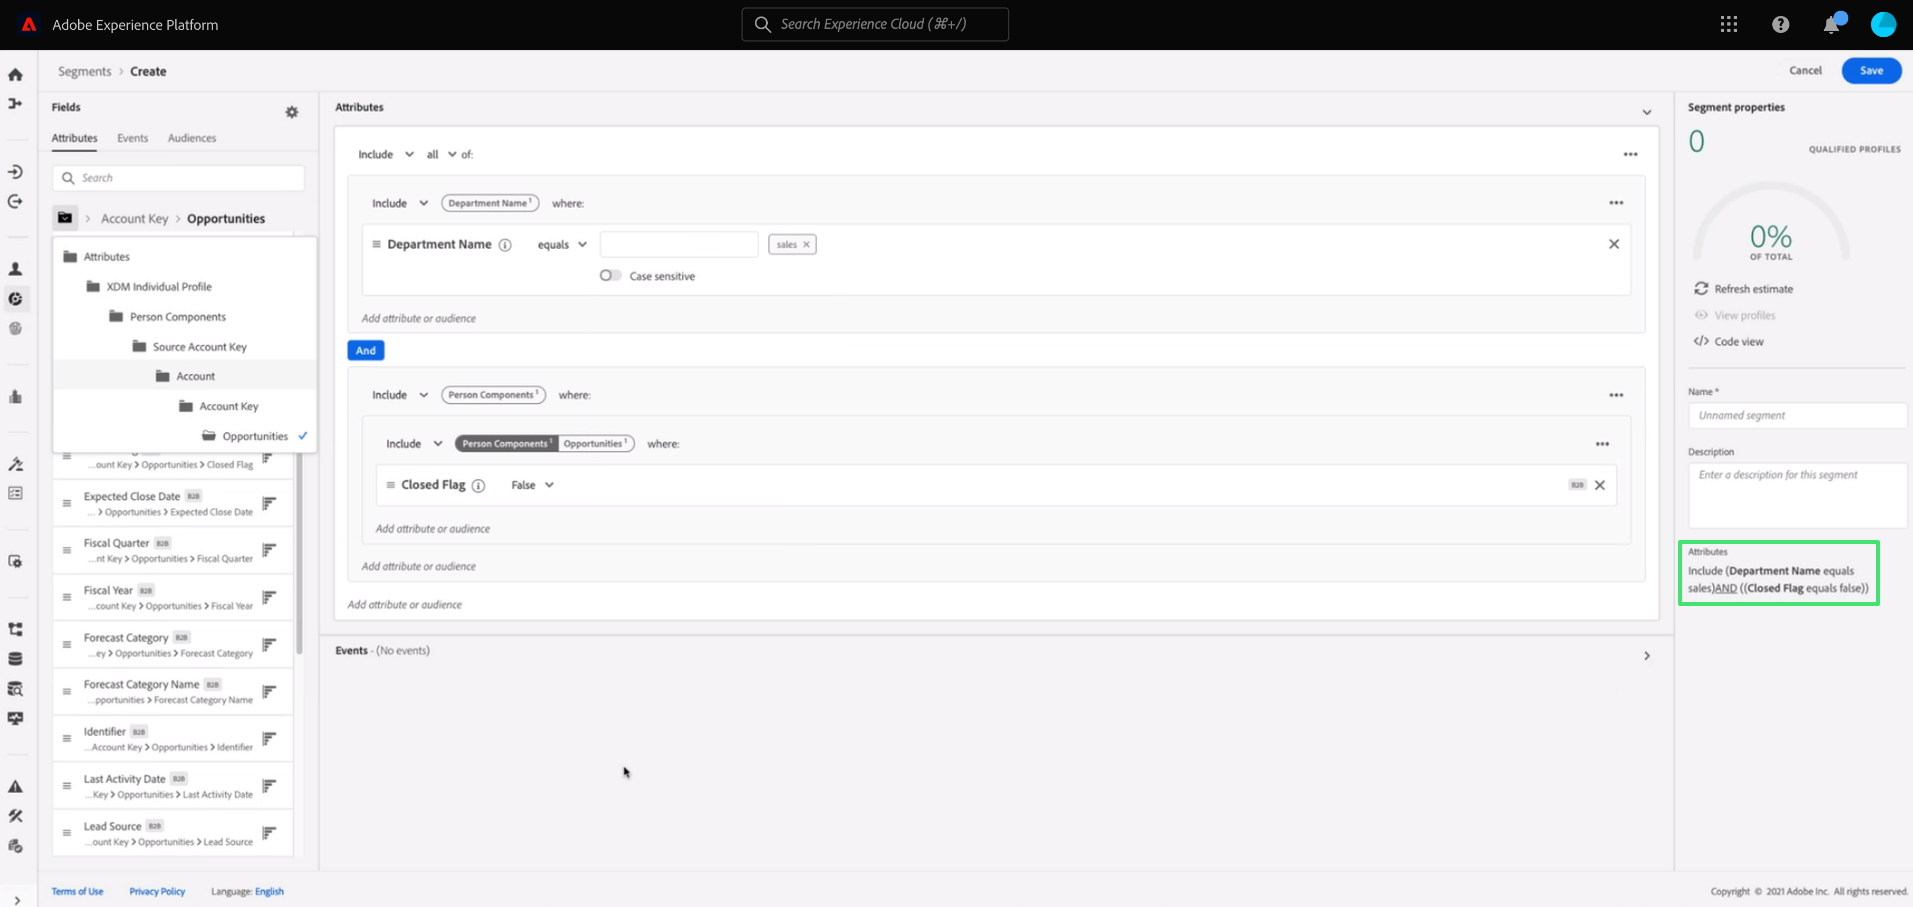 Adobe Experience Platform
Search Experience Cloud (⌘+/)
Segments > Create
Cancel
Save
Fields
Attributes
Events
Audiences
Search
> Account Key > Opportunities
Attributes
XDM Individual Profile
Person Components
Source Account Key
Account
Account Key
Opportunities
...ount Key > Opportunities > Closed Flag
Expected Close Date B2B
... > Opportunities > Expected Close Date
Fiscal Quarter B2B
...nt Key > Opportunities > Fiscal Quarter
Fiscal Year B2B
...count Key > Opportunities > Fiscal Year
Forecast Category B2B
...ey > Opportunities > Forecast Category
Forecast Category Name B2B
...pportunities > Forecast Category Name
Identifier B2B
...Account Key > Opportunities > Identifier
Last Activity Date B2B
...Key > Opportunities > Last Activity Date
Lead Source B2B
...ount Key > Opportunities > Lead Source
Attributes
Include all of:
Include Department Name 1 where:
Department Name equals sales
Case sensitive
Add attribute or audience
And
Include Person Components 1 where:
Include Person Components 1 Opportunities 1 where:
Closed Flag False B2B
Add attribute or audience
Add attribute or audience
Add attribute or audience
Events - (No events)
Segment properties
0
QUALIFIED PROFILES
0%
OF TOTAL
Refresh estimate
View profiles
</> Code view
Name *
Unnamed segment
Description
Enter a description for this segment
Attributes
Include (Department Name equals
sales)AND ((Closed Flag equals false))
Terms of Use
Privacy Policy
Language: English
Copyright © 2021 Adobe Inc. All rights reserved.